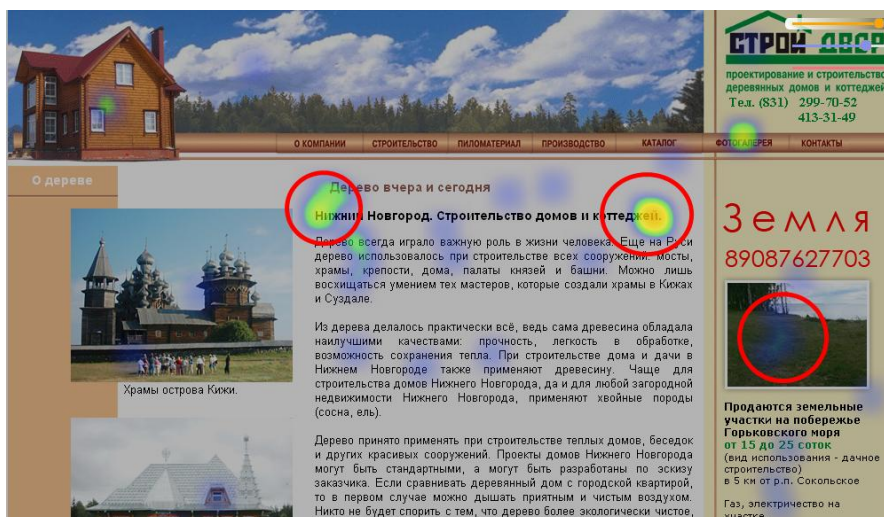 СТРОЙ ДВОР
проектирование и строительство
деревянных домов и коттеджей
Тел. (831) 299-70-52
413-31-49
О КОМПАНИИ СТРОИТЕЛЬСТВО ПИЛОМАТЕРИАЛ ПРОИЗВОДСТВО КАТАЛОГ ФОТОГАЛЕРЕЯ КОНТАКТЫ
О дереве
Дерево вчера и сегодня
Нижний Новгород. Строительство домов и коттеджей.
Дерево всегда играло важную роль в жизни человека. Еще на Руси
дерево использовалось при строительстве всех сооружений: мосты,
храмы, крепости, дома, палаты князей и башни. Можно лишь
восхищаться умением тех мастеров, которые создали храмы в Кижах
и Суздале.
Из дерева делалось практически всё, ведь сама древесина обладала
наилучшими качествами: прочность, легкость в обработке,
возможность сохранения тепла. При строительстве дома и дачи в
Нижнем Новгороде также применяют древесину. Чаще для
строительства домов Нижнего Новгорода, да и для любой загородной
недвижимости Нижнего Новгорода, применяют хвойные породы
(сосна, ель).
Дерево принято применять при строительстве теплых домов, беседок
и других красивых сооружений. Проекты домов Нижнего Новгорода
могут быть стандартными, а могут быть разработаны по эскизу
заказчика. Если сравнивать деревянный дом с городской квартирой,
то в первом случае можно дышать приятным и чистым воздухом.
Никто не будет спорить с тем, что дерево более экологически чистое,
Храмы острова Кижи.
Земля
89087627703
Продаются земельные
участки на побережье
Горьковского моря
от 15 до 25 соток
(вид использования - дачное
строительство)
в 5 км от р.п. Сокольское
Газ, электричество на
участке